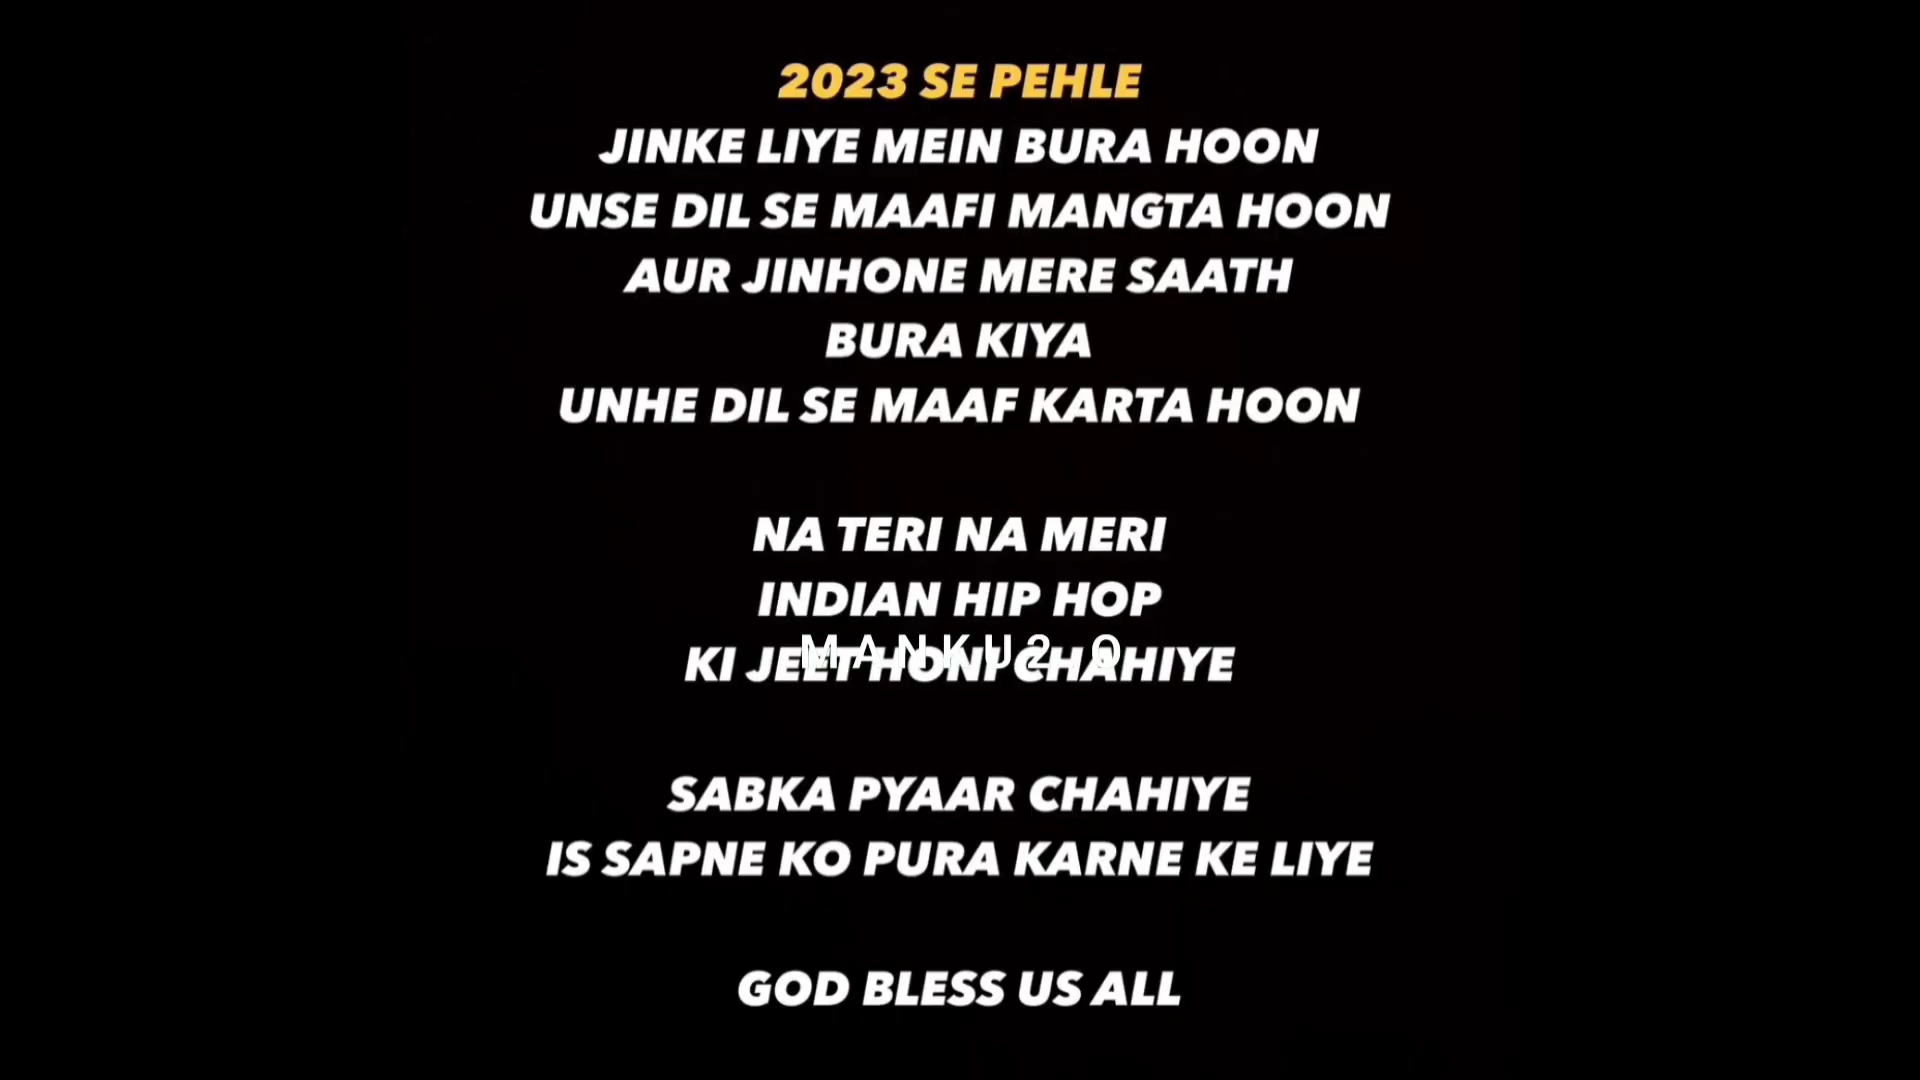 2023 SE PEHLE
JINKE LIYE MEIN BURA HOON
UNSE DIL SE MAAFI MANGTA HOON
AUR JINHONE MERE SAATH
BURA KIYA
UNHE DIL SE MAAF KARTA HOON
NA TERI NA MERI
INDIAN HIP HOP
MANKU2.0
KI JEET HONI CHAHIYE
SABKA PYAAR CHAHIYE
IS SAPNE KO PURA KARNE KE LIYE
GOD BLESS US ALL